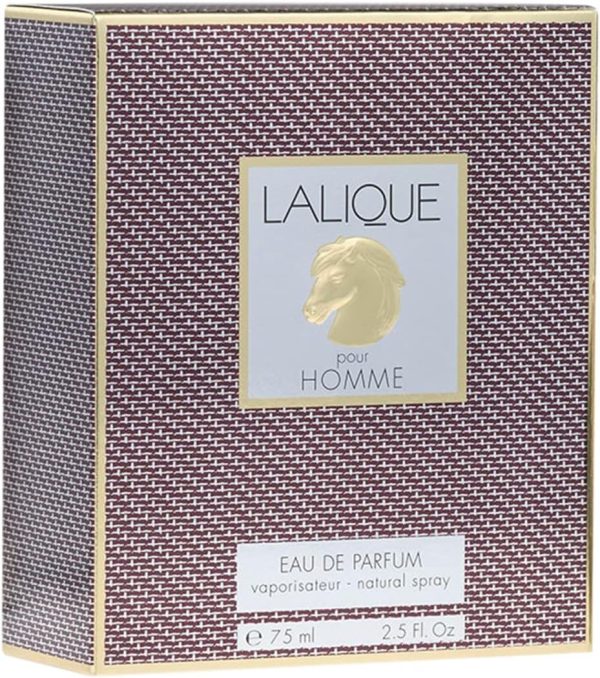 LALIQUE
pour
HOMME
EAU DE PARFUM
vaporisateur - natural spray
℮ 75 ml 2.5 Fl. Oz